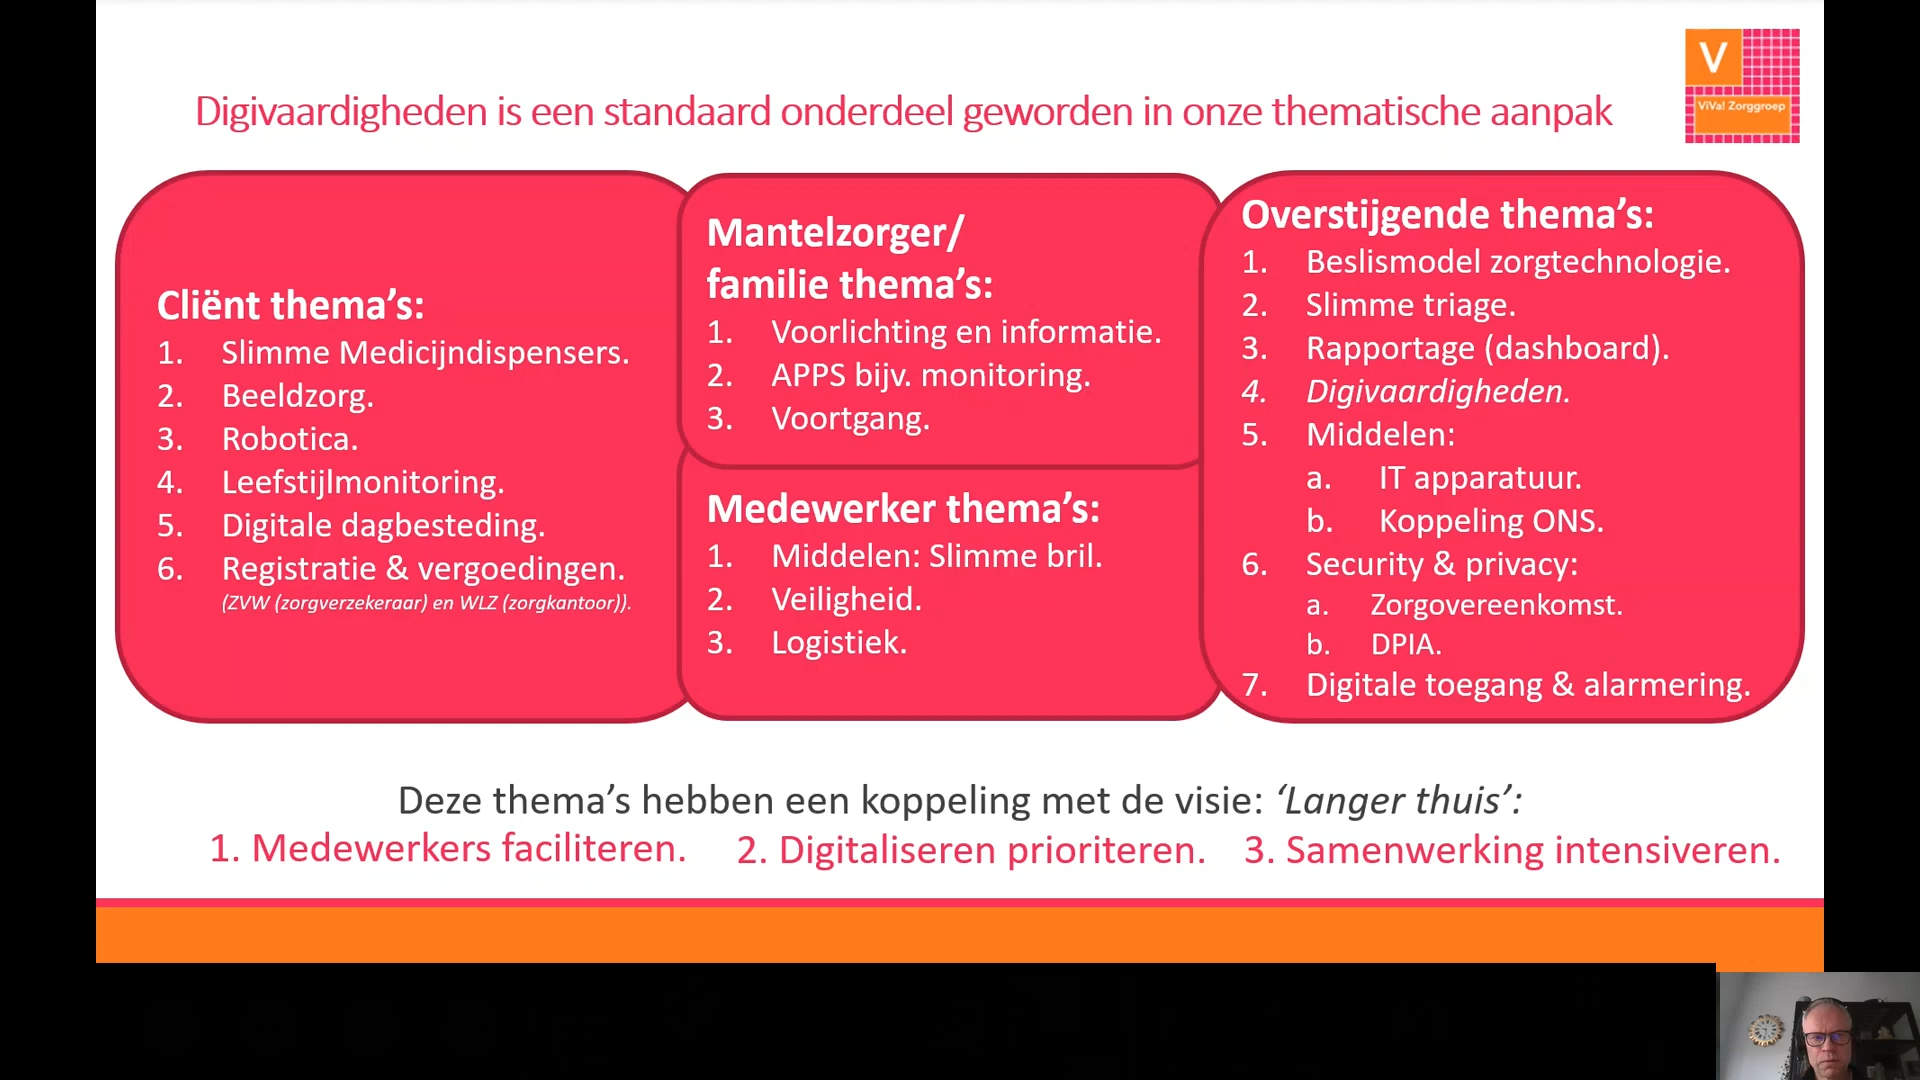 Digivaardigheden is een standaard onderdeel geworden in onze thematische aanpak
V
ViVa! Zorggroep
Cliënt thema's:
1. Slimme Medicijndispensers.
2. Beeldzorg.
3. Robotica.
4. Leefstijlmonitoring.
5. Digitale dagbesteding.
6. Registratie & vergoedingen.
(ZVW (zorgverzekeraar) en WLZ (zorgkantoor)).
Mantelzorger/
familie thema's:
1. Voorlichting en informatie.
2. APPS bijv. monitoring.
3. Voortgang.
Medewerker thema's:
1. Middelen: Slimme bril.
2. Veiligheid.
3. Logistiek.
Overstijgende thema's:
1. Beslismodel zorgtechnologie.
2. Slimme triage.
3. Rapportage (dashboard).
4. Digivaardigheden.
5. Middelen:
a. IT apparatuur.
b. Koppeling ONS.
6. Security & privacy:
a. Zorgovereenkomst.
b. DPIA.
7. Digitale toegang & alarmering.
Deze thema's hebben een koppeling met de visie: 'Langer thuis':
1. Medewerkers faciliteren. 2. Digitaliseren prioriteren. 3. Samenwerking intensiveren.